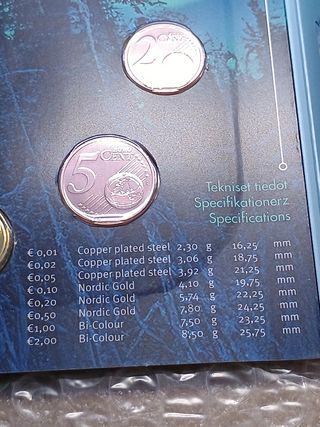 2 CENT
5 CENT
Tekniset tiedot
Specifikationerz
Specifications
€ 0,01 Copper plated steel 2,30 g 16,25 mm
€ 0,02 Copper plated steel 3,06 g 18,75 mm
€ 0,05 Copper plated steel 3,92 g 21,25 mm
€ 0,10 Nordic Gold 4,10 g 19,75 mm
€ 0,20 Nordic Gold 5,74 g 22,25 mm
€ 0,50 Nordic Gold 7,80 g 24,25 mm
€ 1,00 Bi-Colour 7,50 g 23,25 mm
€ 2,00 Bi-Colour 8,50 g 25,75 mm